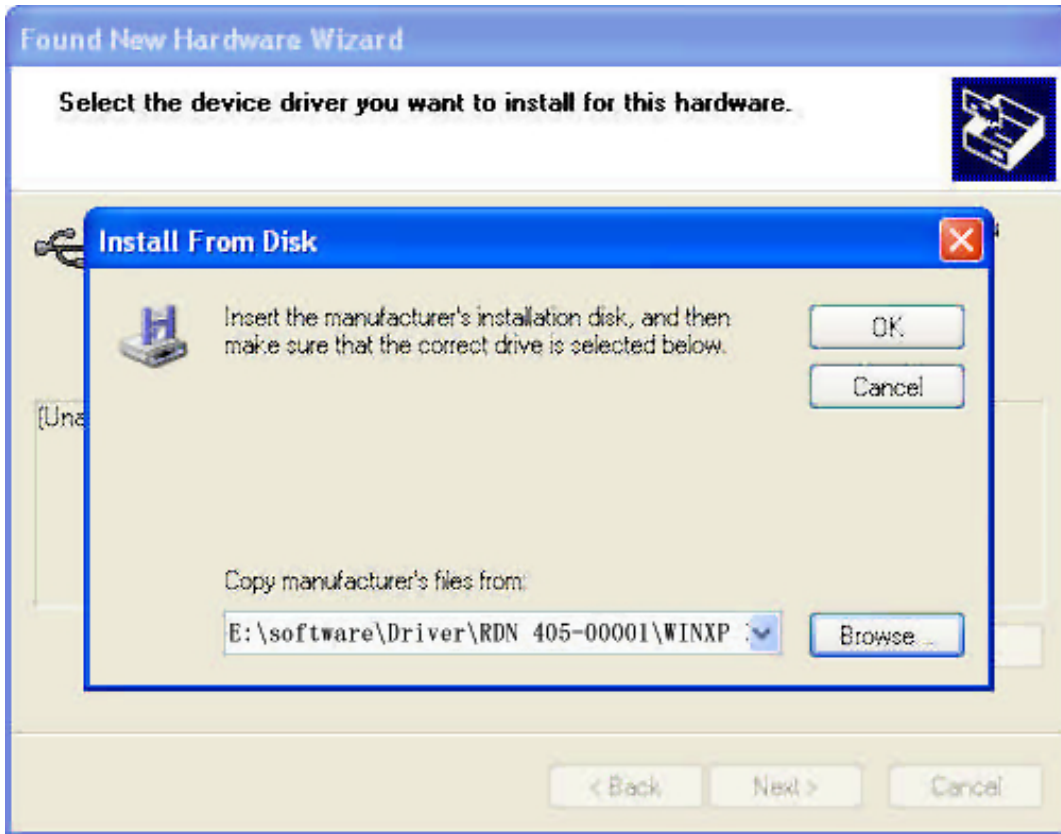 Found New Hardware Wizard
Select the device driver you want to install for this hardware.
Install From Disk
Insert the manufacturer's installation disk, and then
make sure that the correct drive is selected below.
OK
Cancel
(Una
Copy manufacturer's files from:
E:\software\Driver\RDN 405-00001\WINXP
Browse...
< Back
Next >
Cancel